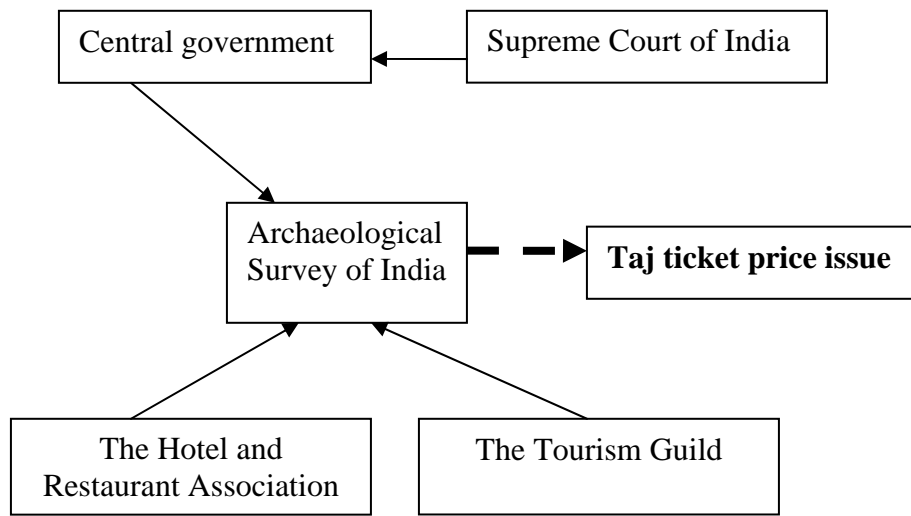 Central government
Supreme Court of India
Archaeological
Survey of India
Taj ticket price issue
The Hotel and
Restaurant Association
The Tourism Guild